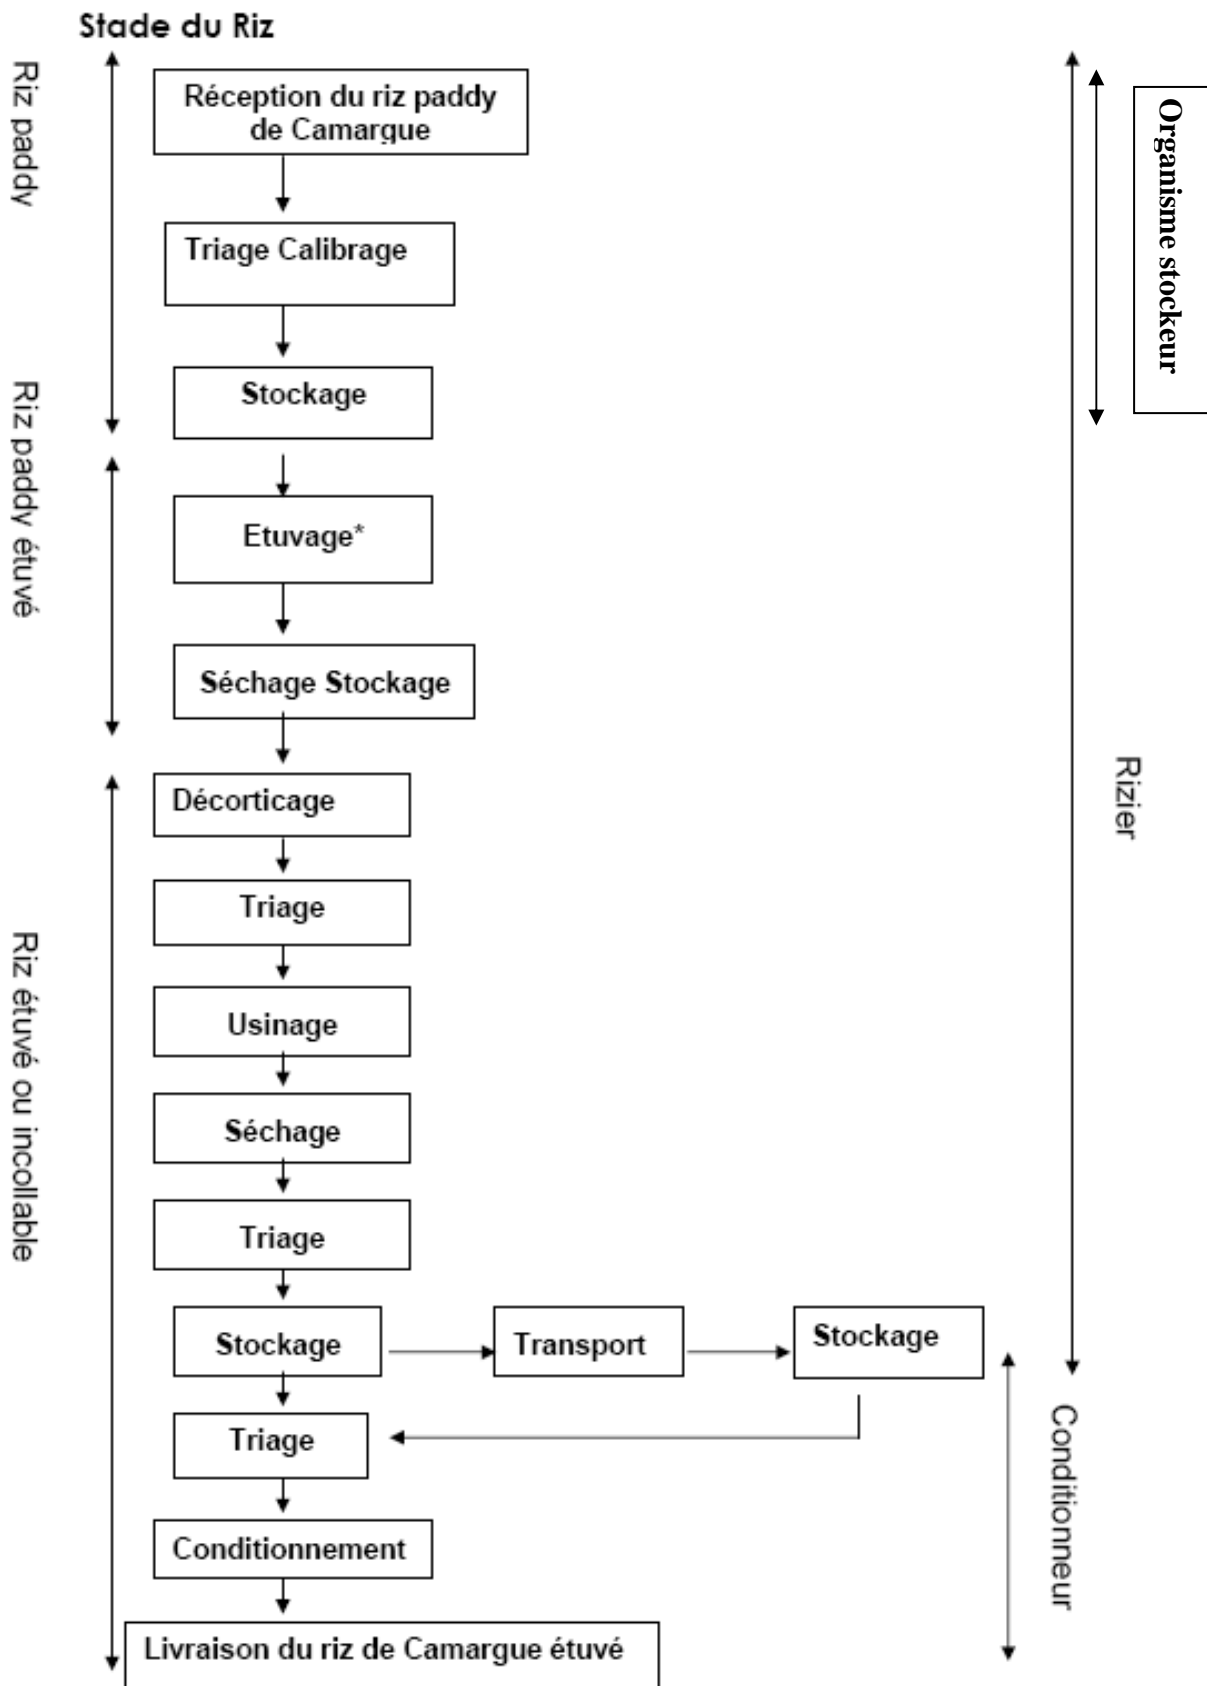 Stade du Riz
Riz paddy
Réception du riz paddy
de Camargue
Organisme stockeur
Triage Calibrage
Stockage
Riz paddy étuvé
Etuvage*
Séchage Stockage
Rizier
Décorticage
Triage
Riz étuvé ou incollable
Usinage
Séchage
Triage
Stockage
Transport
Stockage
Conditionneur
Triage
Conditionnement
Livraison du riz de Camargue étuvé